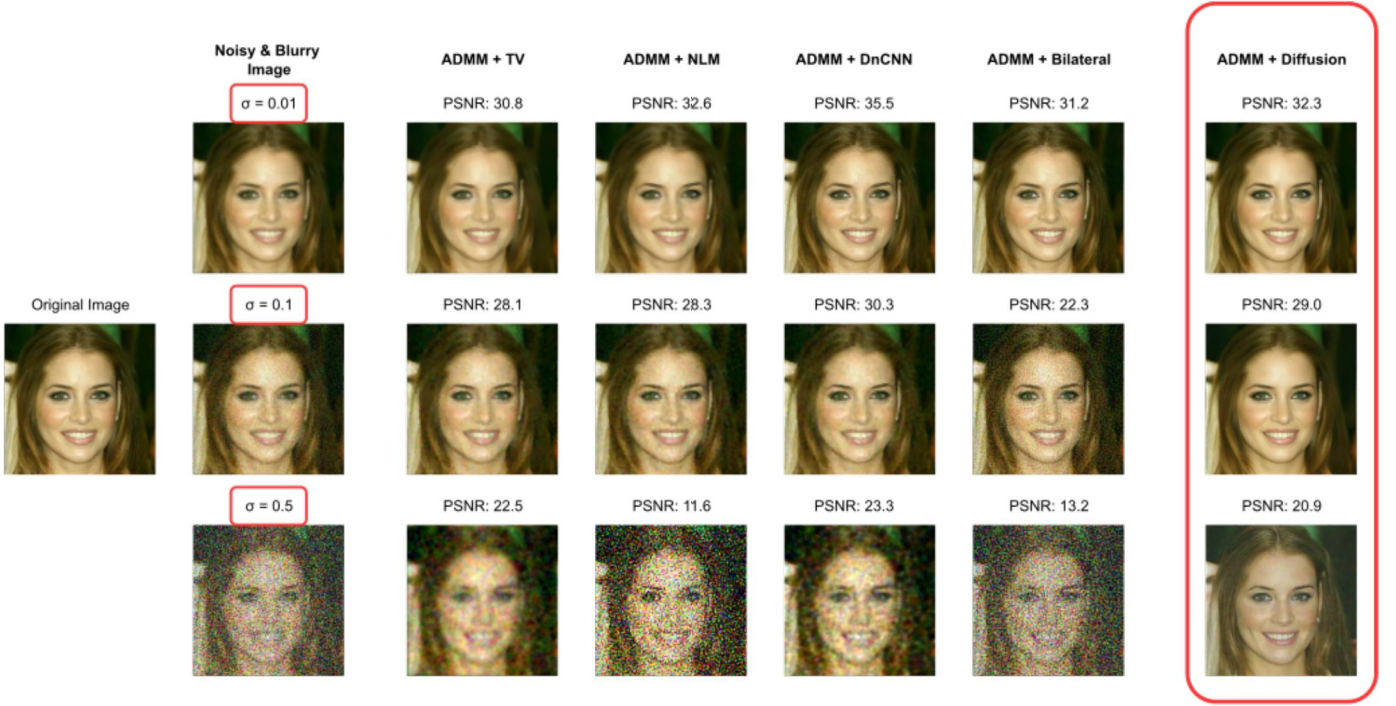 Noisy & Blurry
Image
ADMM + TV
ADMM + NLM
ADMM + DnCNN
ADMM + Bilateral
ADMM + Diffusion
σ = 0.01
PSNR: 30.8
PSNR: 32.6
PSNR: 35.5
PSNR: 31.2
PSNR: 32.3
Original Image
σ = 0.1
PSNR: 28.1
PSNR: 28.3
PSNR: 30.3
PSNR: 22.3
PSNR: 29.0
σ = 0.5
PSNR: 22.5
PSNR: 11.6
PSNR: 23.3
PSNR: 13.2
PSNR: 20.9